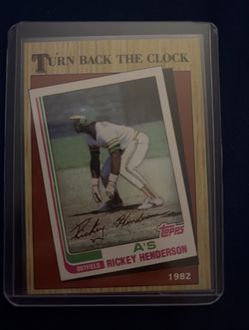 TURN BACK THE CLOCK
Rickey Henderson
TOPPS
A's
OUTFIELD
RICKEY HENDERSON
1982